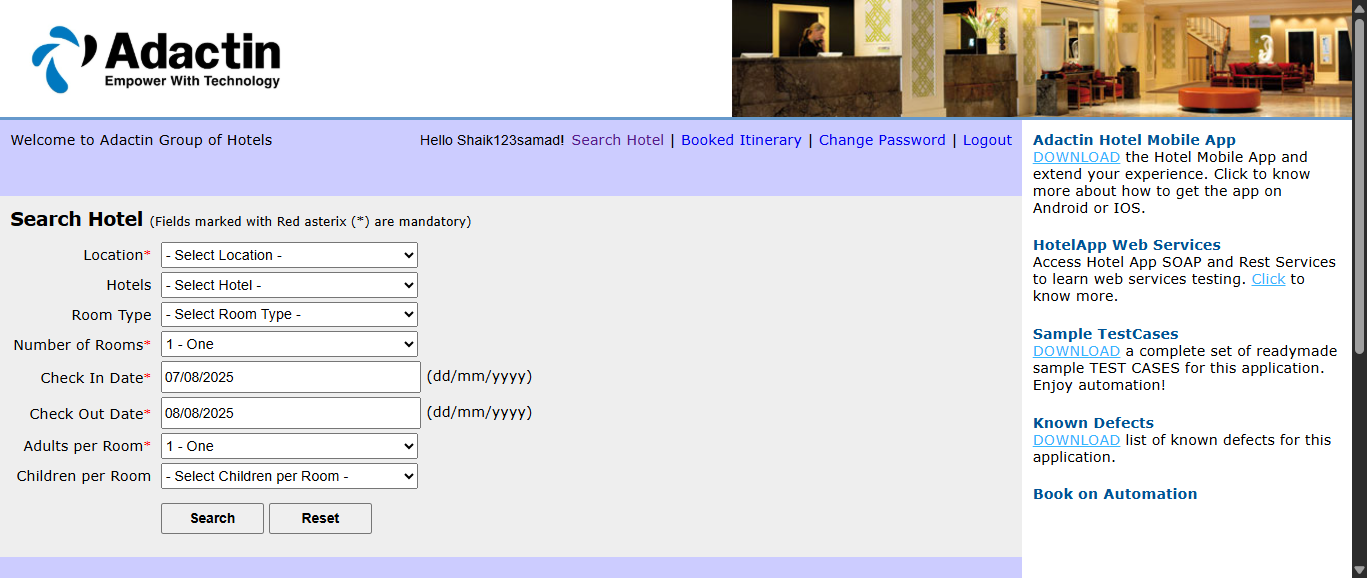 Adactin
Empower With Technology
Welcome to Adactin Group of Hotels
Hello Shaik123samad! Search Hotel | Booked Itinerary | Change Password | Logout
Search Hotel (Fields marked with Red asterix (*) are mandatory)
Location* - Select Location -
Hotels - Select Hotel -
Room Type - Select Room Type -
Number of Rooms* 1 - One
Check In Date* 07/08/2025 (dd/mm/yyyy)
Check Out Date* 08/08/2025 (dd/mm/yyyy)
Adults per Room* 1 - One
Children per Room - Select Children per Room -
Search Reset
Adactin Hotel Mobile App
DOWNLOAD the Hotel Mobile App and
extend your experience. Click to know
more about how to get the app on
Android or IOS.
HotelApp Web Services
Access Hotel App SOAP and Rest Services
to learn web services testing. Click to
know more.
Sample TestCases
DOWNLOAD a complete set of readymade
sample TEST CASES for this application.
Enjoy automation!
Known Defects
DOWNLOAD list of known defects for this
application.
Book on Automation